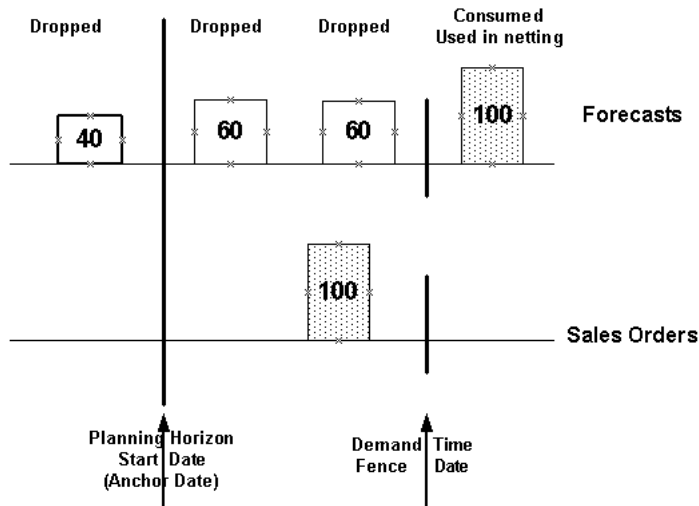 Dropped Dropped Dropped Consumed
Used in netting
40 60 60 100 Forecasts
100
Sales Orders
Planning Horizon
Start Date
(Anchor Date)
Demand Time
Fence Date